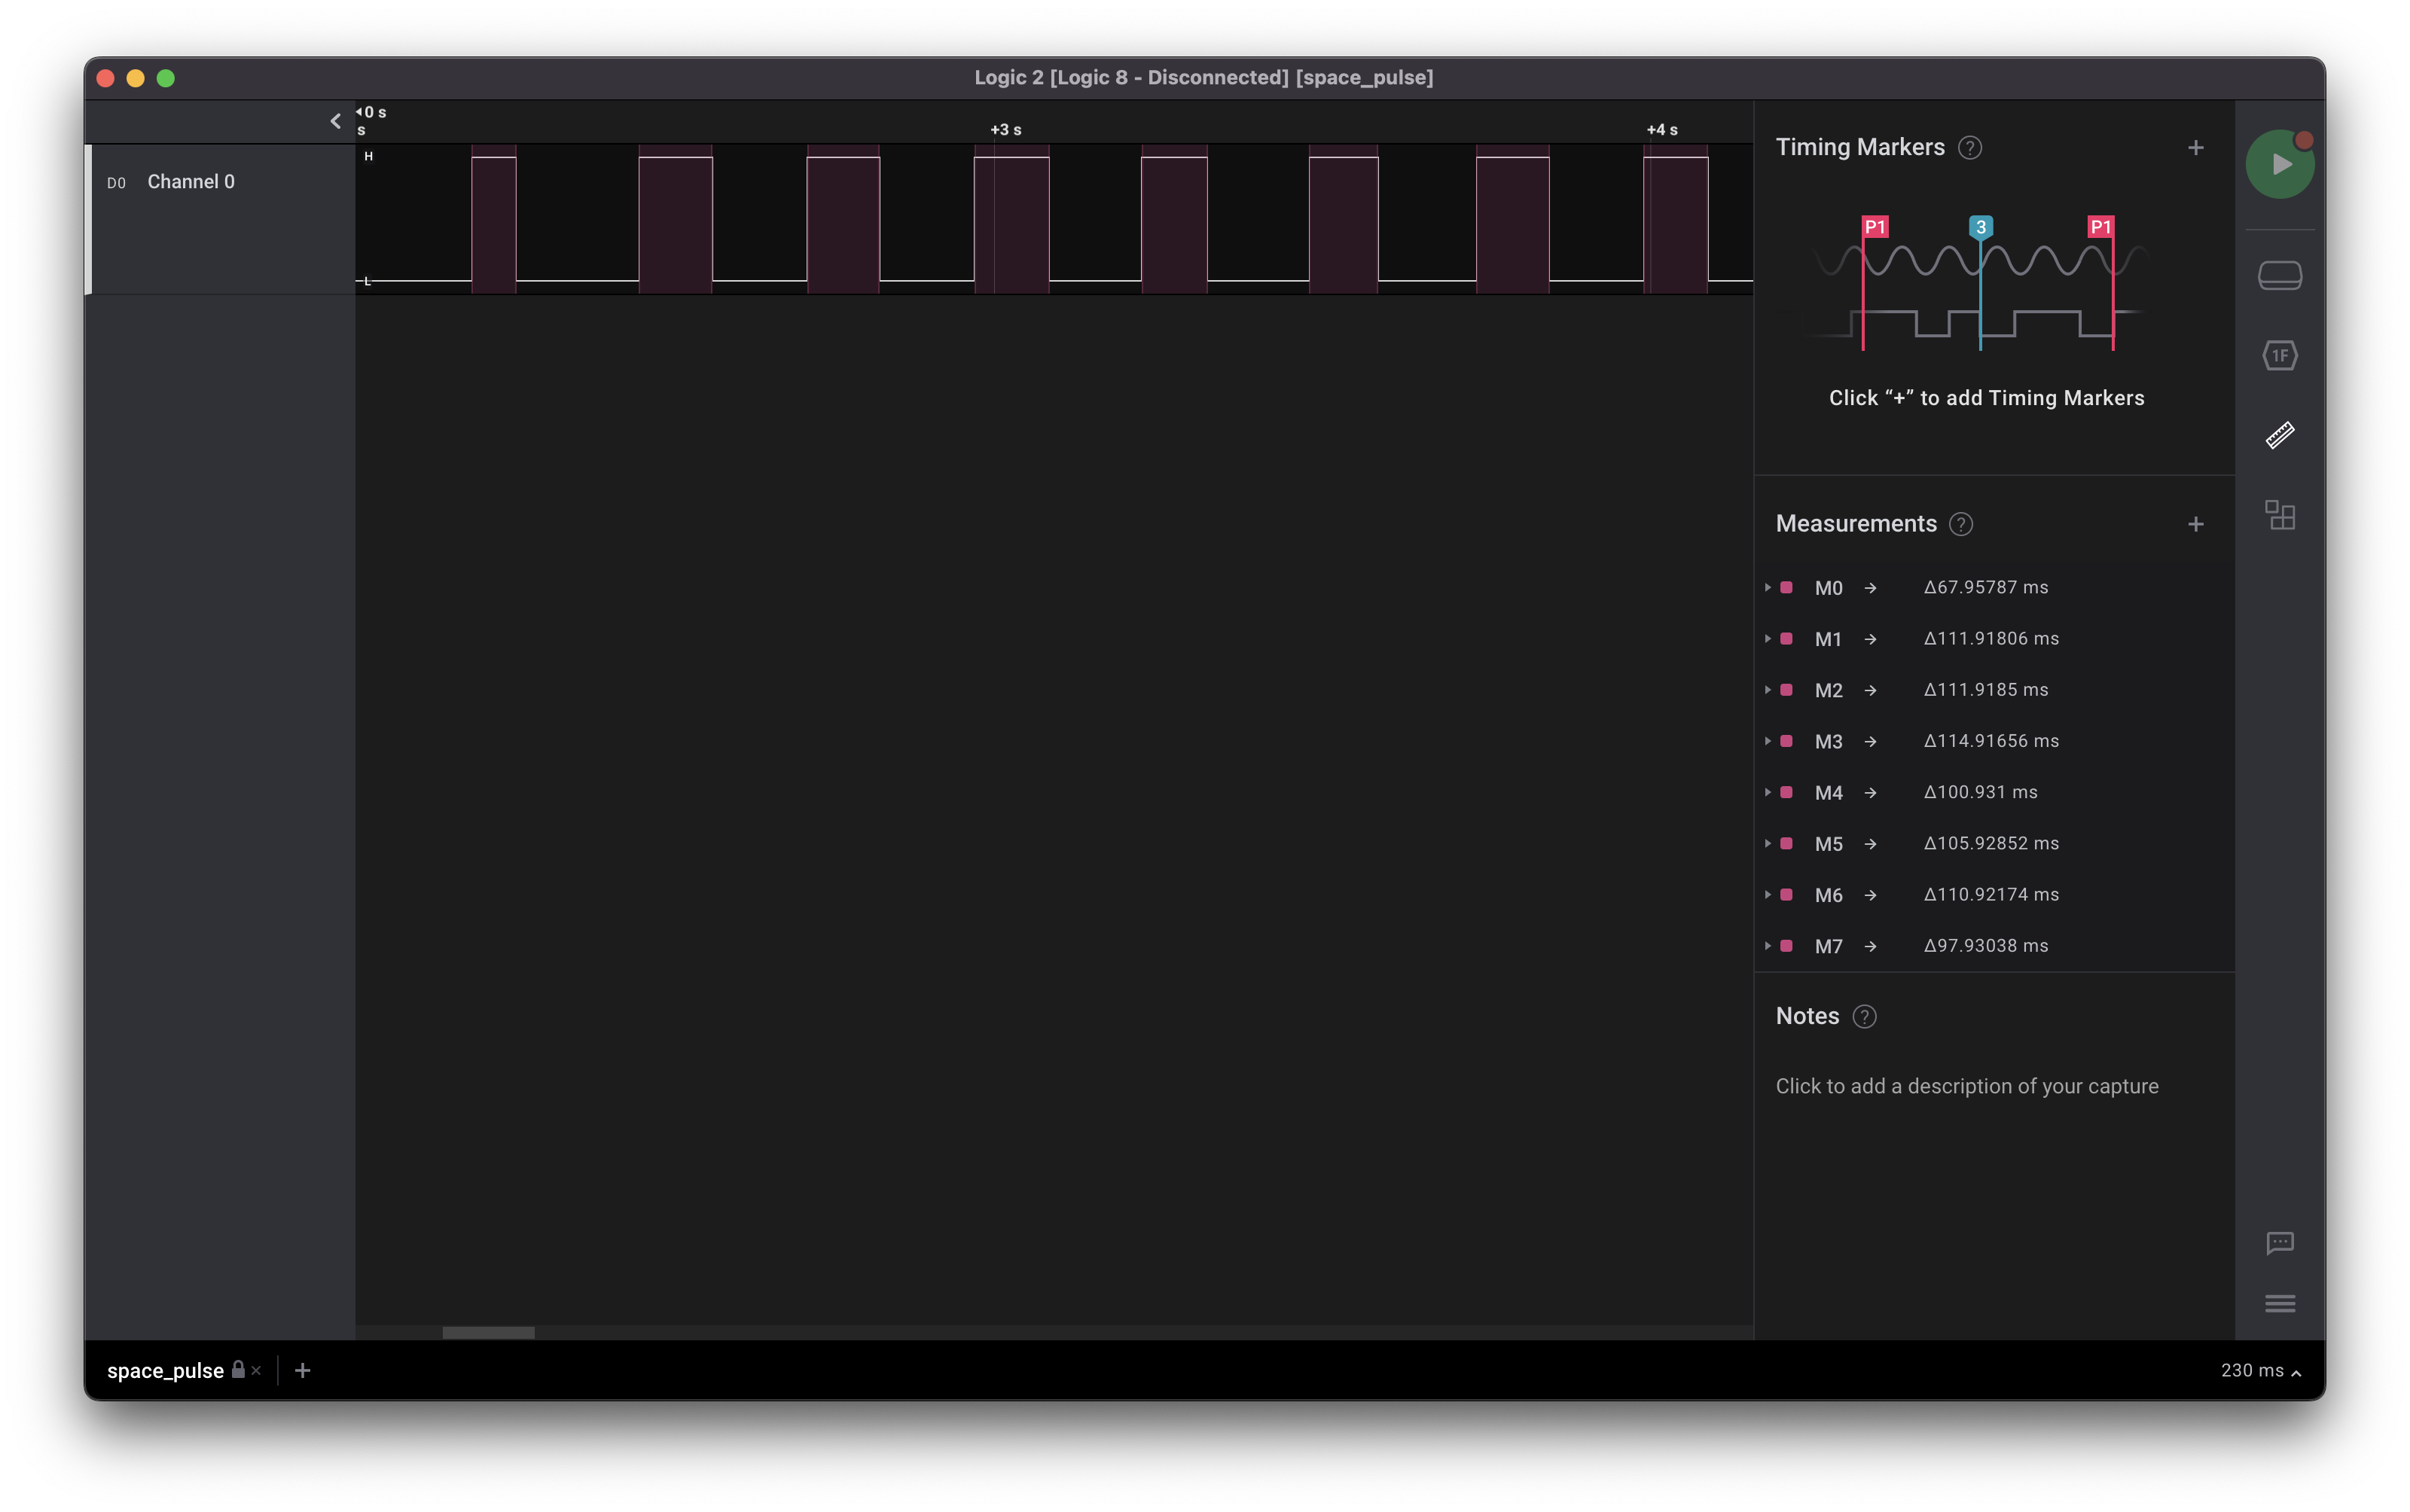 Logic 2 [Logic 8 - Disconnected] [space_pulse]
0 s
s
+3 s
+4 s
D0 Channel 0
H
L
Timing Markers ?
+
P1
3
P1
Click “+” to add Timing Markers
Measurements ?
+
M0 → Δ67.95787 ms
M1 → Δ111.91806 ms
M2 → Δ111.9185 ms
M3 → Δ114.91656 ms
M4 → Δ100.931 ms
M5 → Δ105.92852 ms
M6 → Δ110.92174 ms
M7 → Δ97.93038 ms
Notes ?
Click to add a description of your capture
1F
space_pulse × +
230 ms